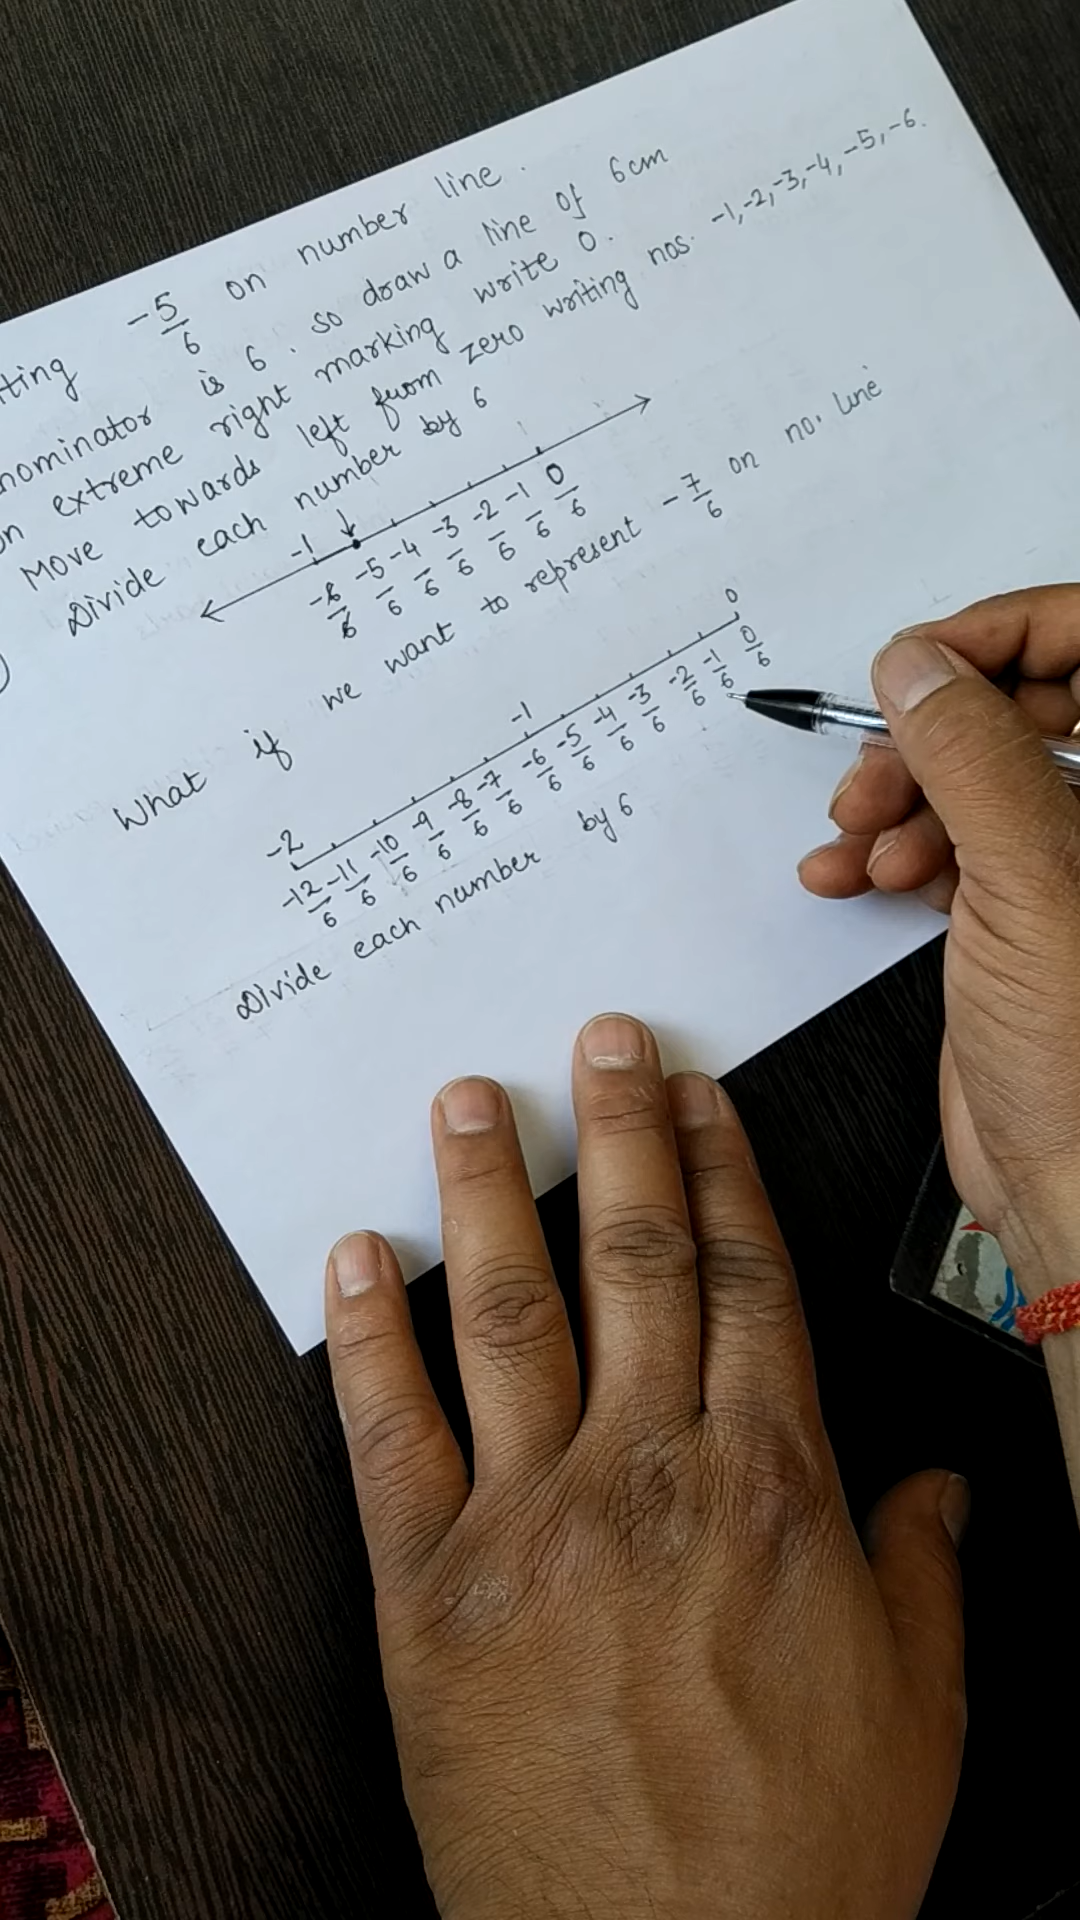 -5/6 on number line.
is 6. so draw a line of 6cm
extreme right marking write 0.
Move towards left from zero writing nos. -1,-2,-3,-4,-5,-6.
Divide each number by 6
-1
-6/6 -5/6 -4/6 -3/6 -2/6 -1/6 0/6
What if we want to represent -7/6 on no. line
-2 -1 0
-12/6 -11/6 -10/6 -9/6 -8/6 -7/6 -6/6 -5/6 -4/6 -3/6 -2/6 -1/6 0/6
Divide each number by 6